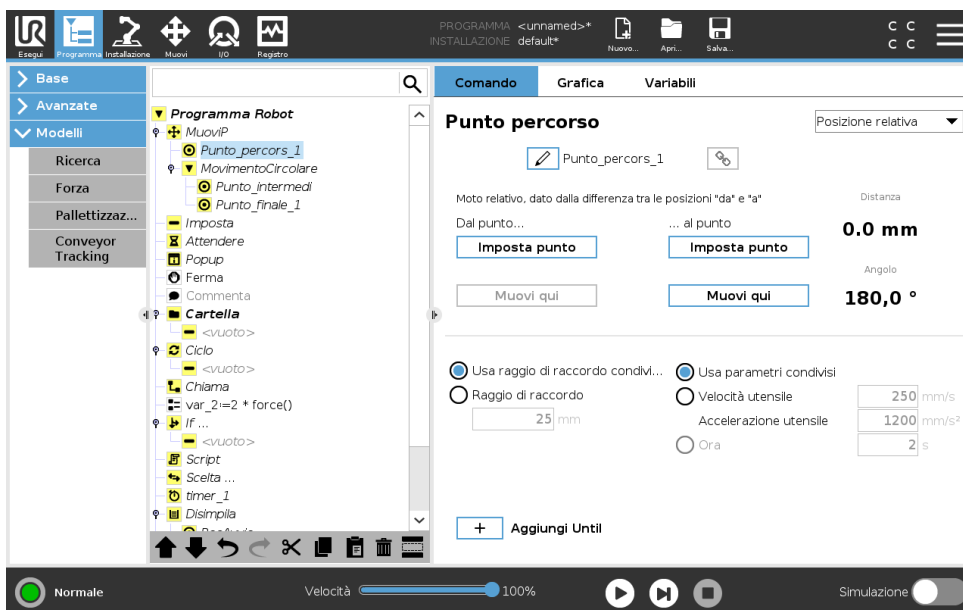 PROGRAMMA <unnamed>*
INSTALLAZIONE default*
Esegui Programma Installazione Muovi I/O Registro Nuovo... Apri... Salva...
C C
C C
Base
Avanzate
Modelli
Ricerca
Forza
Pallettizzaz...
Conveyor
Tracking
Programma Robot
MuoviP
Punto_percors_1
MovimentoCircolare
Punto_intermedi
Punto_finale_1
Imposta
Attendere
Popup
Ferma
Commenta
Cartella
<vuoto>
Ciclo
<vuoto>
Chiama
var_2:=2 * force()
If ...
<vuoto>
Script
Scelta ...
timer_1
Disimpila
Comando Grafica Variabili
Punto percorso
Posizione relativa
Punto_percors_1
Moto relativo, dato dalla differenza tra le posizioni "da" e "a"
Distanza
Dal punto... ... al punto
0.0 mm
Imposta punto Imposta punto
Angolo
Muovi qui Muovi qui
180,0 °
Usa raggio di raccordo condivi... Usa parametri condivisi
Raggio di raccordo Velocità utensile 250 mm/s
25 mm Accelerazione utensile 1200 mm/s²
Ora 2 s
+ Aggiungi Until
Normale Velocità 100% Simulazione